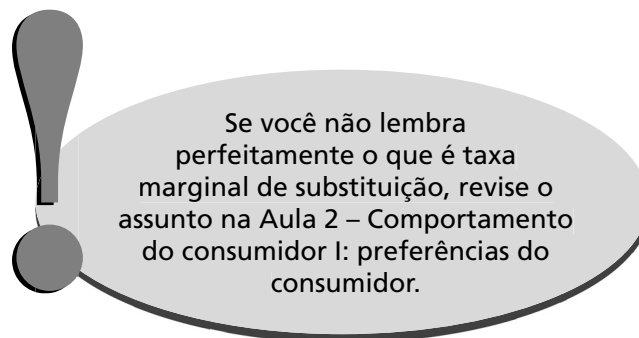 Se você não lembra
perfeitamente o que é taxa
marginal de substituição, revise o
assunto na Aula 2 – Comportamento
do consumidor I: preferências do
consumidor.